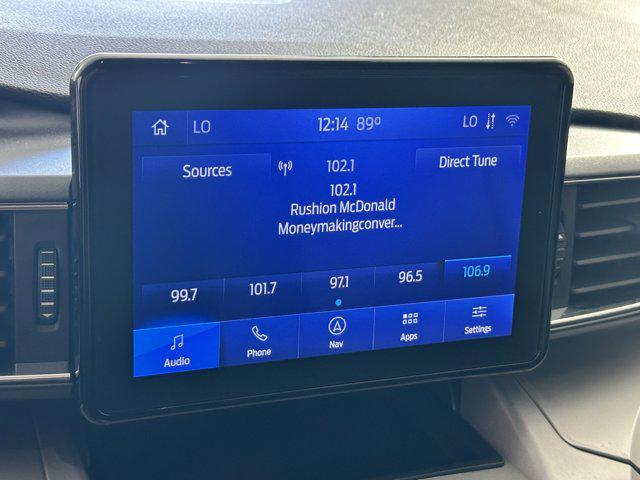 LO 12:14 89° LO
Sources 102.1 Direct Tune
102.1
Rushion McDonald
Moneymakingconver...
99.7 101.7 97.1 96.5 106.9
Audio Phone Nav Apps Settings